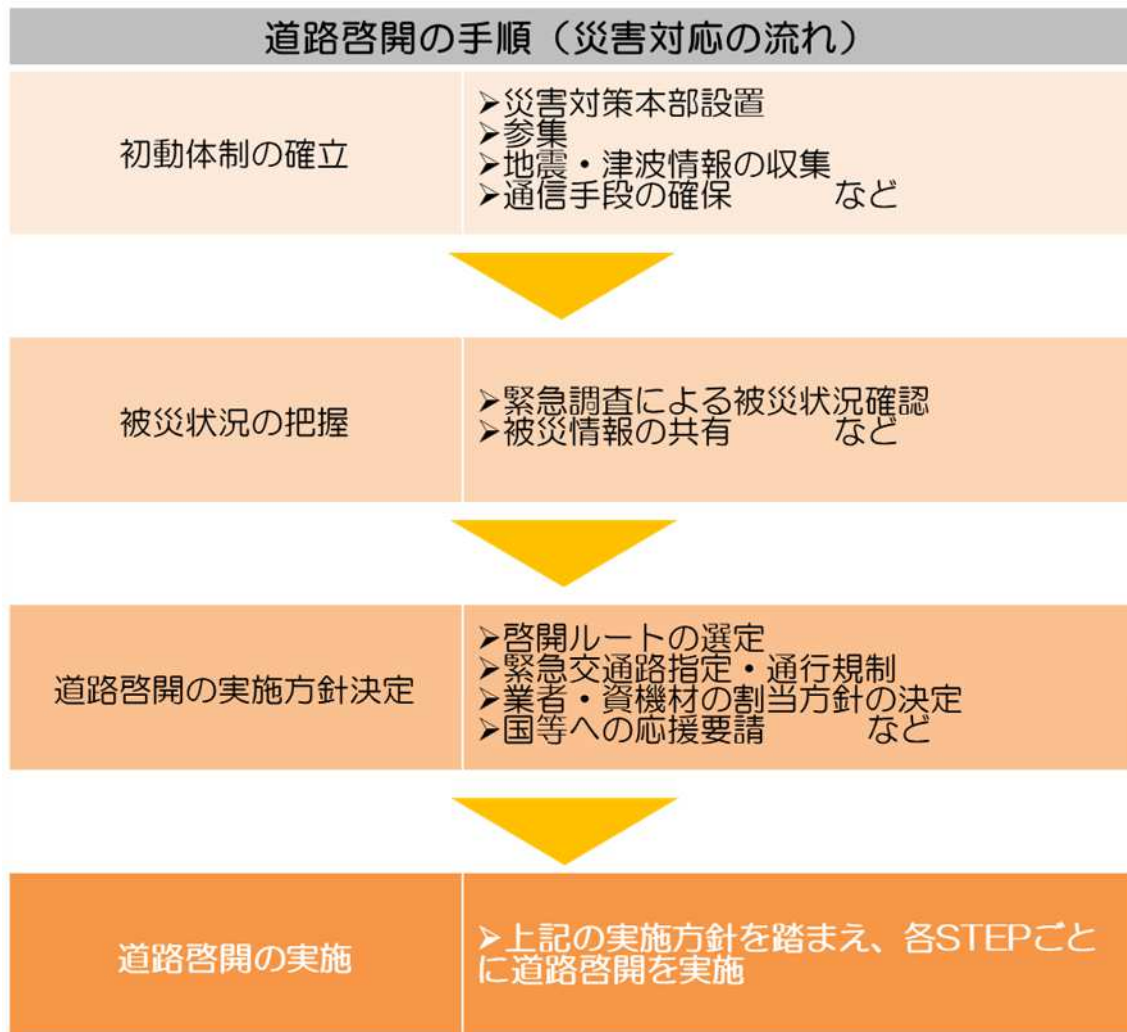 道路啓開の手順（災害対応の流れ）
初動体制の確立
➢災害対策本部設置
➢参集
➢地震・津波情報の収集
➢通信手段の確保　　　など
被災状況の把握
➢緊急調査による被災状況確認
➢被災情報の共有　　　など
道路啓開の実施方針決定
➢啓開ルートの選定
➢緊急交通路指定・通行規制
➢業者・資機材の割当方針の決定
➢国等への応援要請　　　など
道路啓開の実施
➢上記の実施方針を踏まえ、各STEPごと
に道路啓開を実施